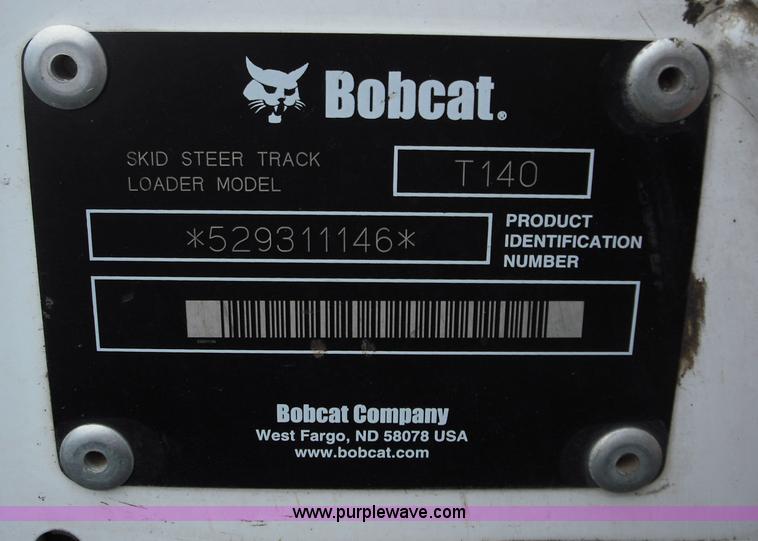 Bobcat.®
SKID STEER TRACK
LOADER MODEL
T140
*529311146*
PRODUCT
IDENTIFICATION
NUMBER
Bobcat Company
West Fargo, ND 58078 USA
www.bobcat.com
www.purplewave.com